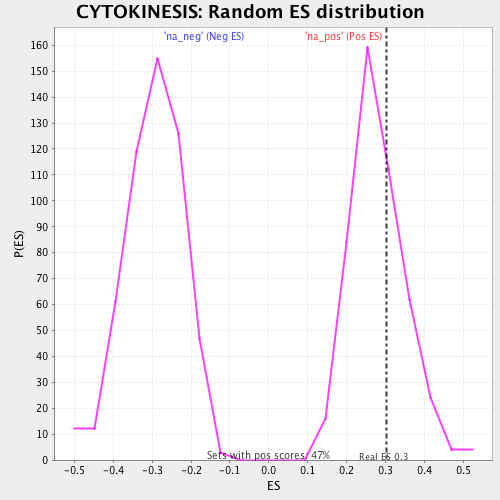 CYTOKINESIS: Random ES distribution
'na_neg' (Neg ES) 'na_pos' (Pos ES)
160
150
140
130
120
110
100
90
80
70
60
50
40
30
20
10
0
P(ES)
Sets with pos scores: 47%
Real ES 0.3
-0.5 -0.4 -0.3 -0.2 -0.1 0.0 0.1 0.2 0.3 0.4 0.5
ES